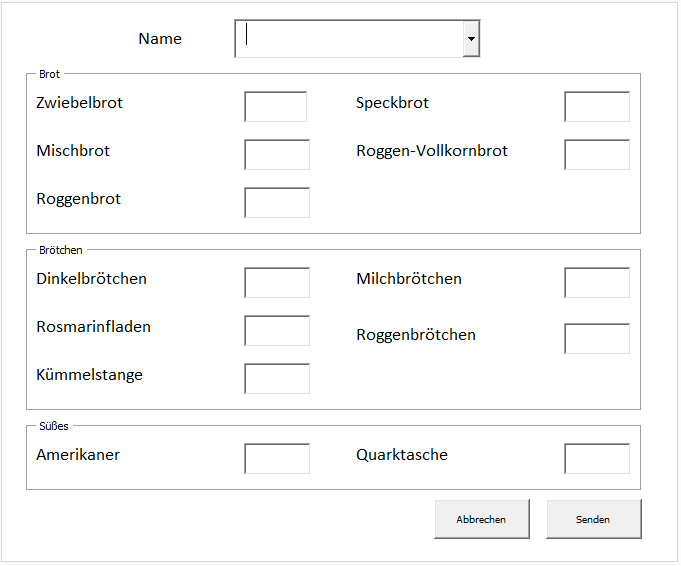 Name
Brot
Zwiebelbrot Speckbrot
Mischbrot Roggen-Vollkornbrot
Roggenbrot
Brötchen
Dinkelbrötchen Milchbrötchen
Rosmarinfladen Roggenbrötchen
Kümmelstange
Süßes
Amerikaner Quarktasche
Abbrechen Senden